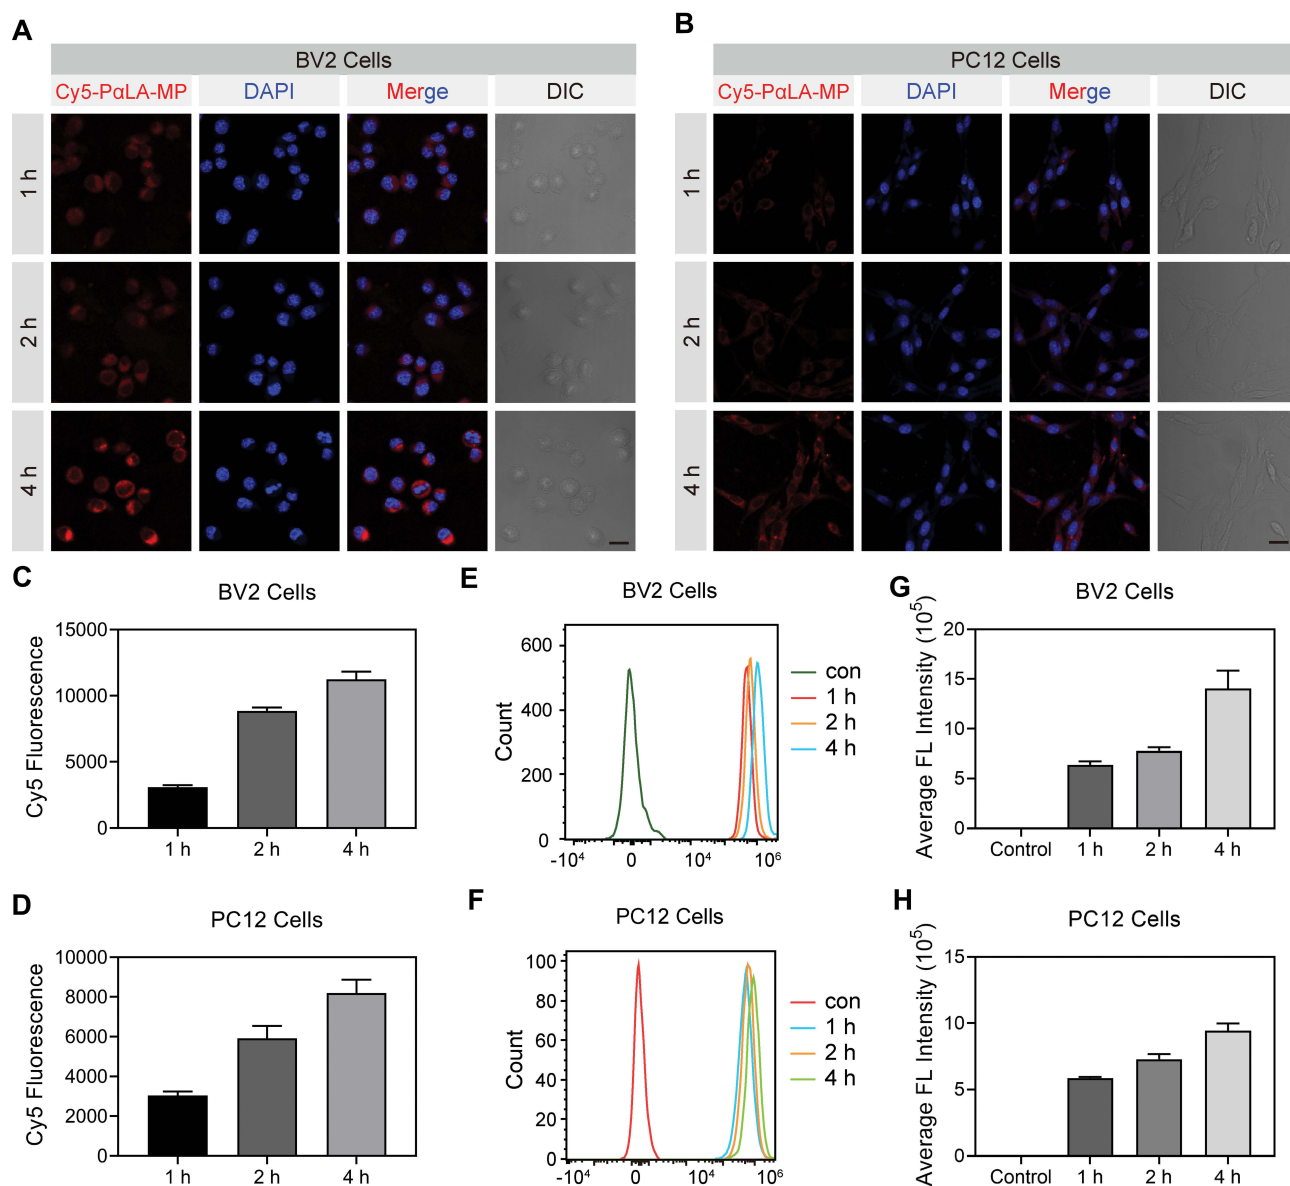 A
BV2 Cells
Cy5-PαLA-MP DAPI Merge DIC
1 h
2 h
4 h
B
PC12 Cells
Cy5-PαLA-MP DAPI Merge DIC
1 h
2 h
4 h
C
BV2 Cells
Cy5 Fluorescence
15000
10000
5000
0
1 h 2 h 4 h
E
BV2 Cells
Count
600
400
200
0
-10⁴ 0 10⁴ 10⁶
con
1 h
2 h
4 h
G
BV2 Cells
Average FL Intensity (10⁵)
20
15
10
5
0
Control 1 h 2 h 4 h
D
PC12 Cells
Cy5 Fluorescence
10000
8000
6000
4000
2000
0
1 h 2 h 4 h
F
PC12 Cells
Count
100
80
60
40
20
0
-10⁴ 0 10⁴ 10⁶
con
1 h
2 h
4 h
H
PC12 Cells
Average FL Intensity (10⁵)
15
10
5
0
Control 1 h 2 h 4 h